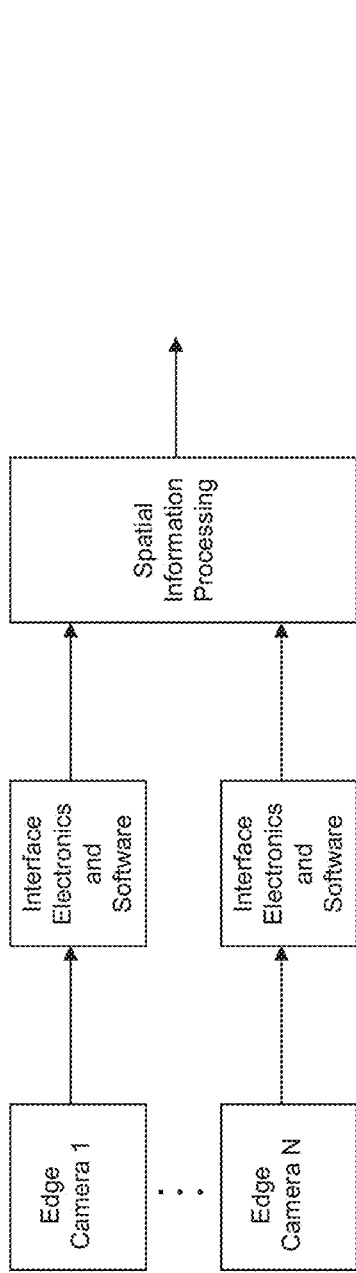 Edge
Camera 1
Interface
Electronics
and
Software
Spatial
Information
Processing
. . .
Edge
Camera N
Interface
Electronics
and
Software